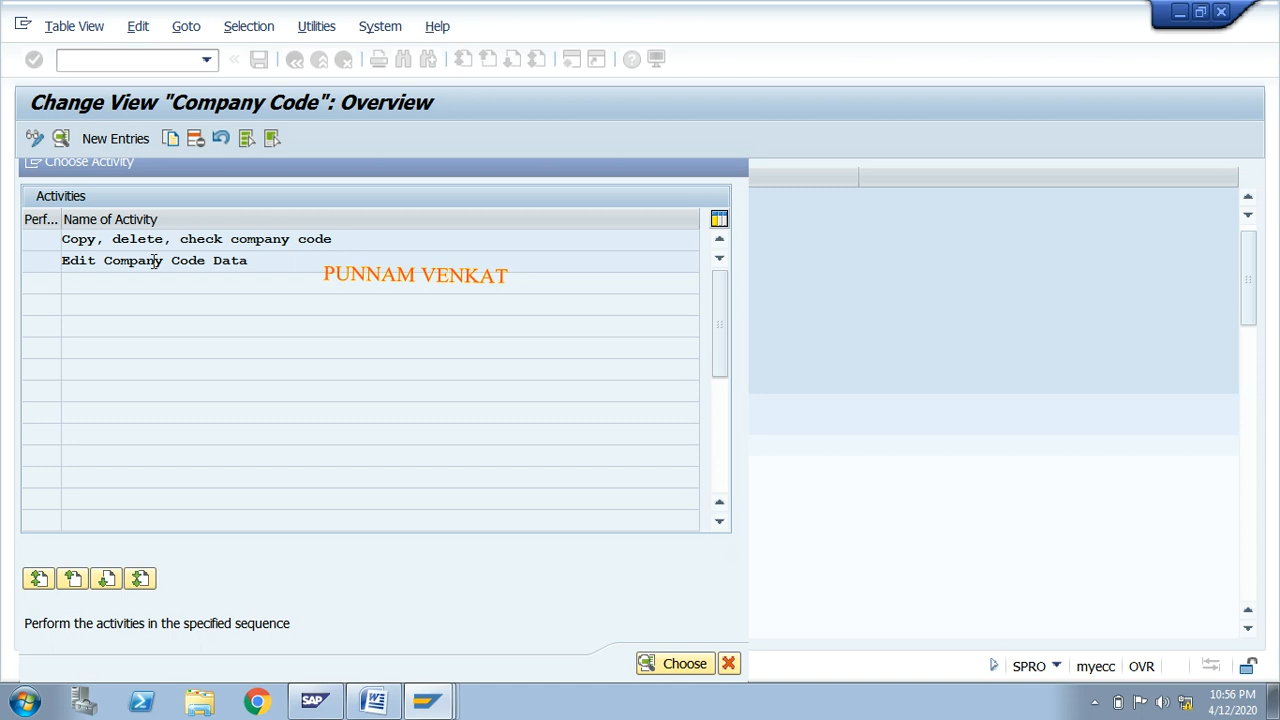 Table View Edit Goto Selection Utilities System Help
Change View "Company Code": Overview
New Entries
Choose Activity
Activities
Perf... Name of Activity
Copy, delete, check company code
Edit Company Code Data
PUNNAM VENKAT
Perform the activities in the specified sequence
Choose
SPRO myecc OVR
SAP
10:56 PM
4/12/2020